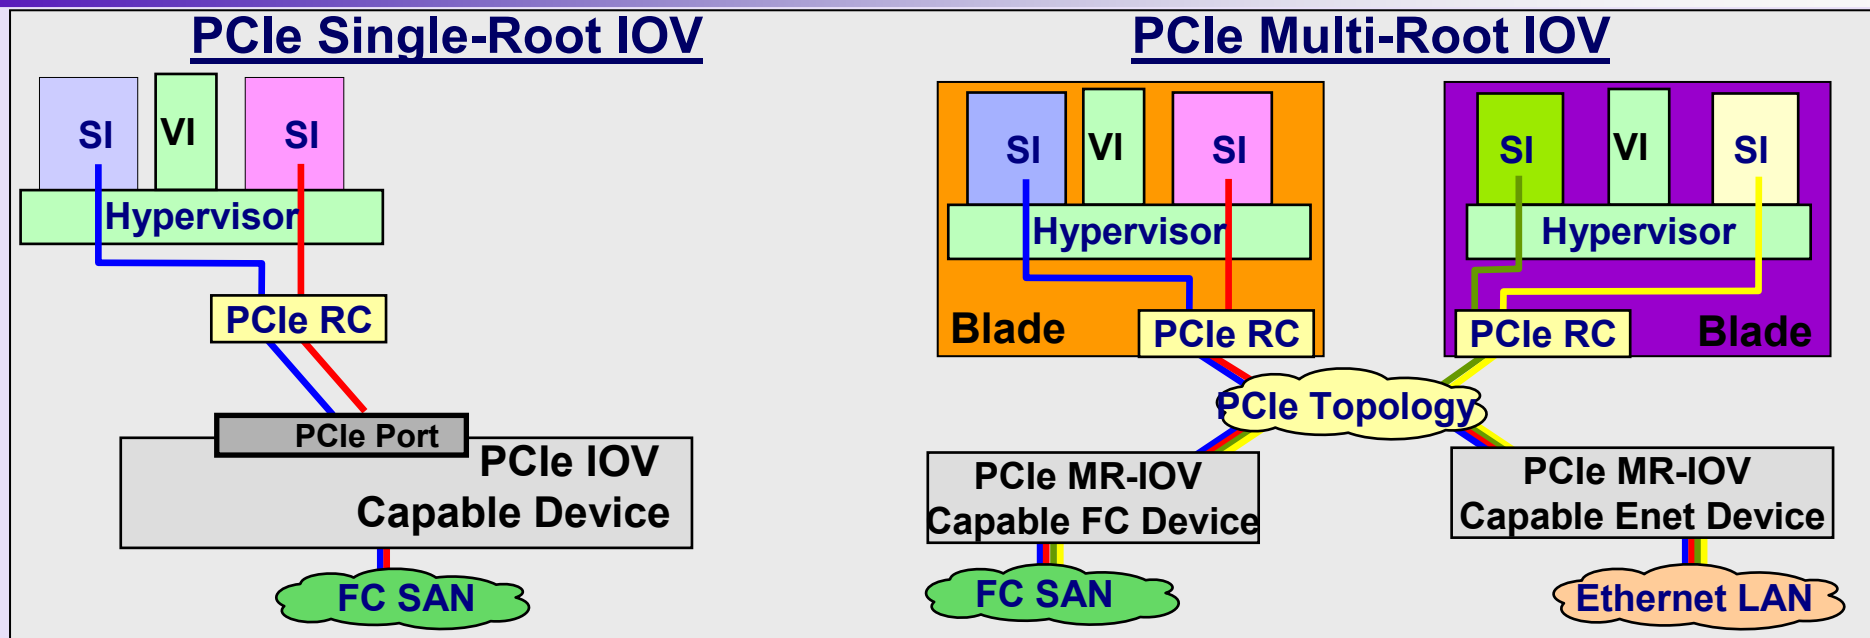 PCIe Single-Root IOV
SI
VI
SI
Hypervisor
PCIe RC
PCIe Port
PCIe IOV
Capable Device
FC SAN
PCIe Multi-Root IOV
SI
VI
SI
Hypervisor
Blade
PCIe RC
SI
VI
SI
Hypervisor
PCIe RC
Blade
PCIe Topology
PCIe MR-IOV
Capable FC Device
FC SAN
PCIe MR-IOV
Capable Enet Device
Ethernet LAN